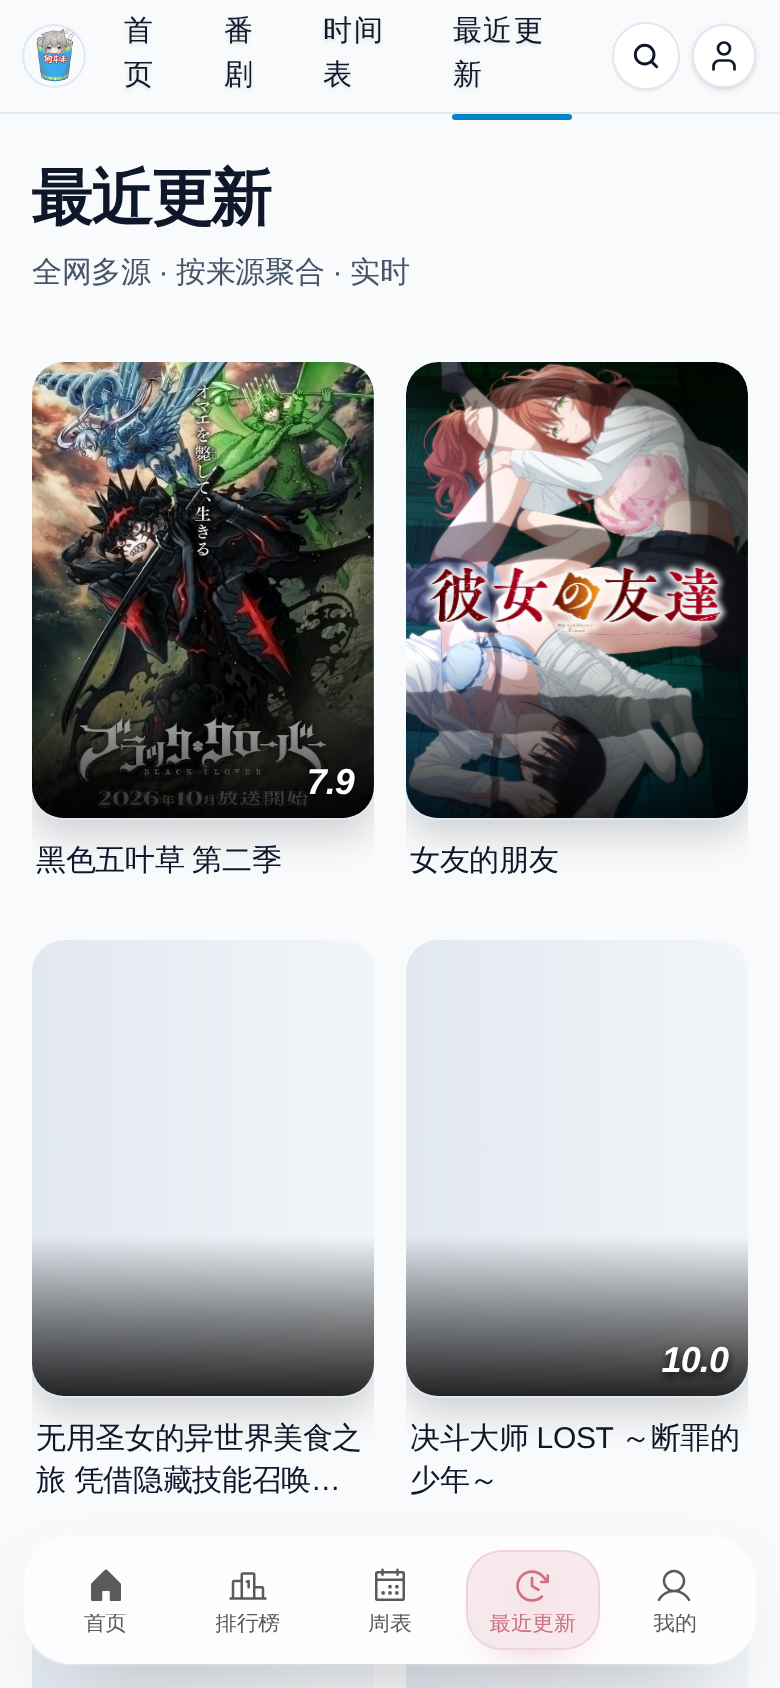 首页
番剧
时间表
最近更新
最近更新
全网多源 · 按来源聚合 · 实时
オマエを斃して、生きる
ブラック・クローバー
BLACK CLOVER
2026年10月放送開始
7.9
彼女の友達
黑色五叶草 第二季
女友的朋友
10.0
无用圣女的异世界美食之
旅 凭借隐藏技能召唤…
决斗大师 LOST ～断罪的
少年～
首页
排行榜
周表
最近更新
我的